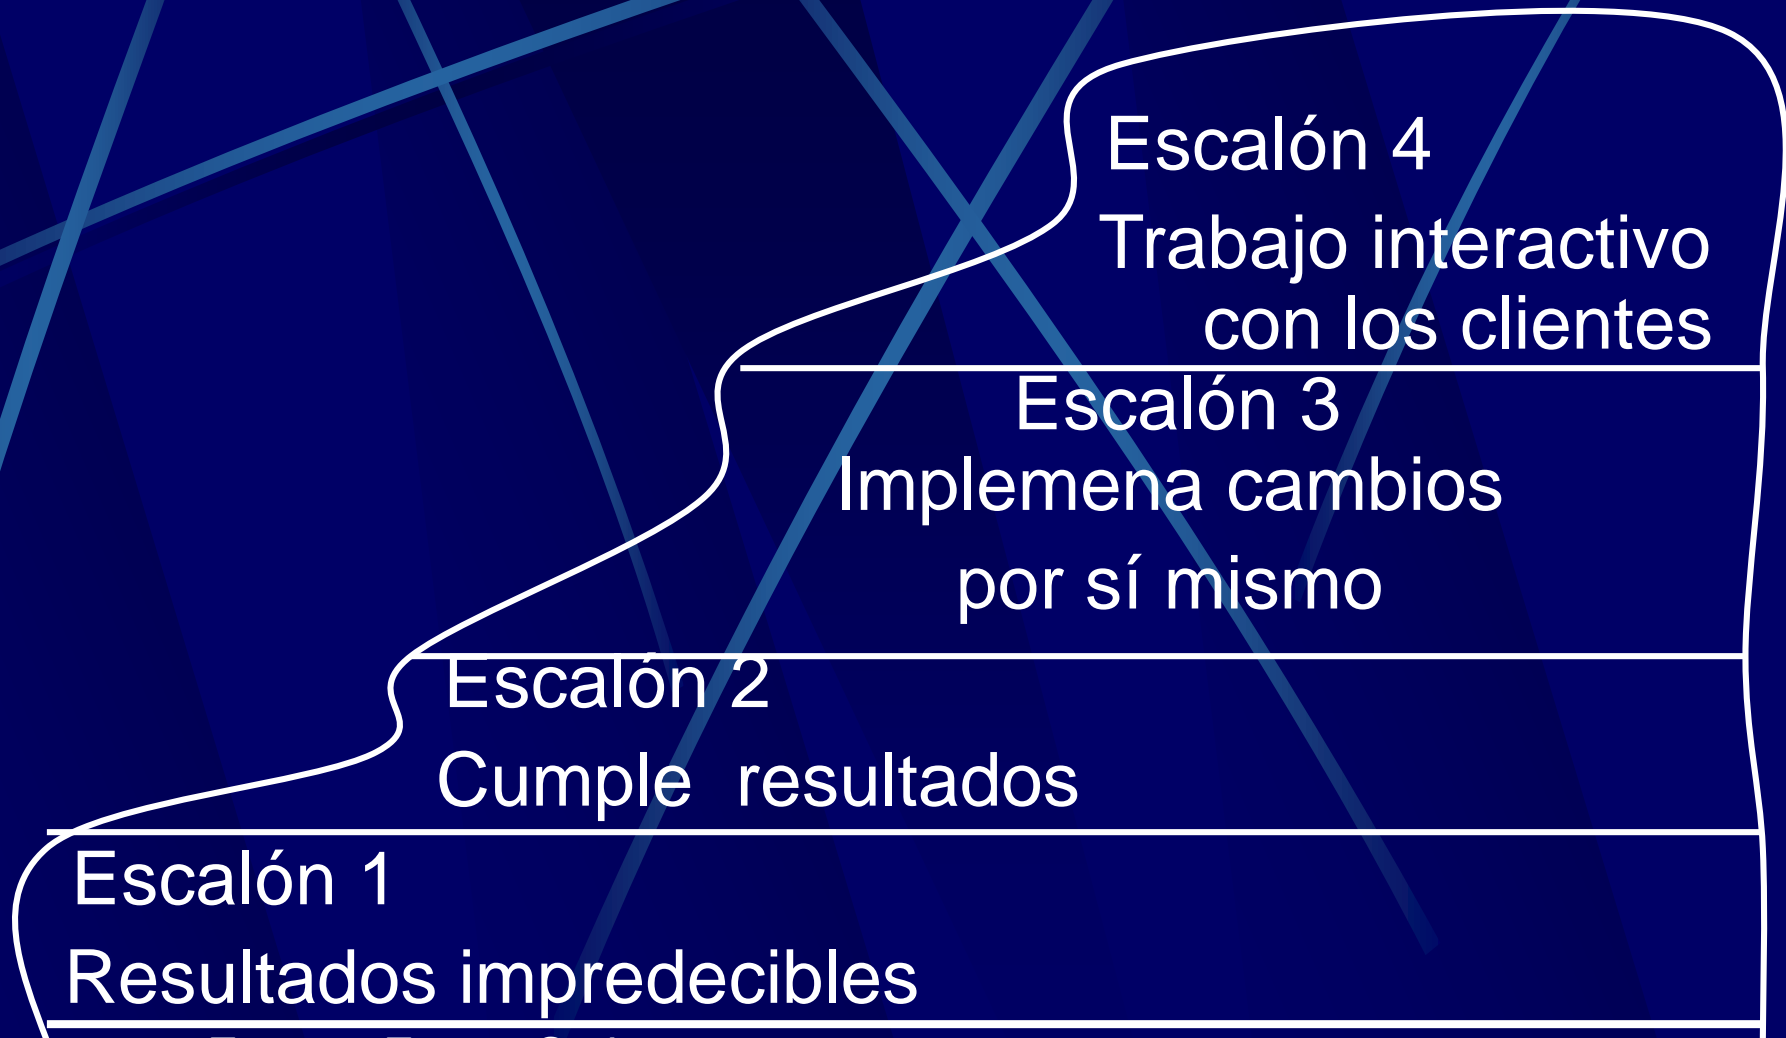 Escalón 4
Trabajo interactivo
con los clientes
Escalón 3
Implemena cambios
por sí mismo
Escalón 2
Cumple  resultados
Escalón 1
Resultados impredecibles